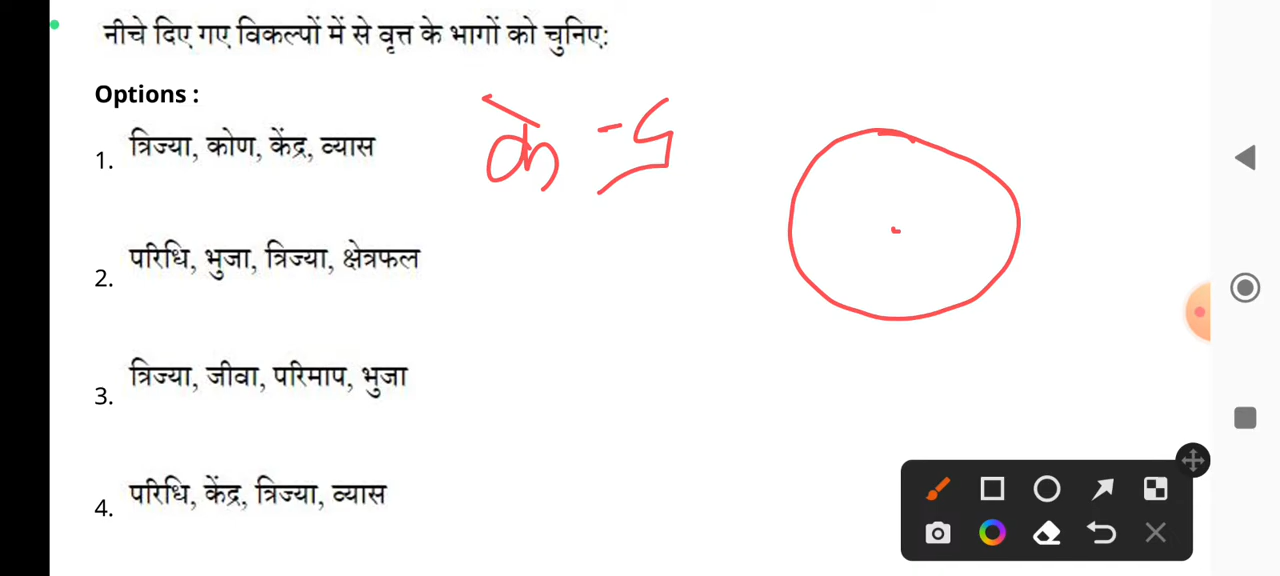 नीचे दिए गए विकल्पों में से वृत्त के भागों को चुनिए:
Options :
1. त्रिज्या, कोण, केंद्र, व्यास
2. परिधि, भुजा, त्रिज्या, क्षेत्रफल
3. त्रिज्या, जीवा, परिमाप, भुजा
4. परिधि, केंद्र, त्रिज्या, व्यास